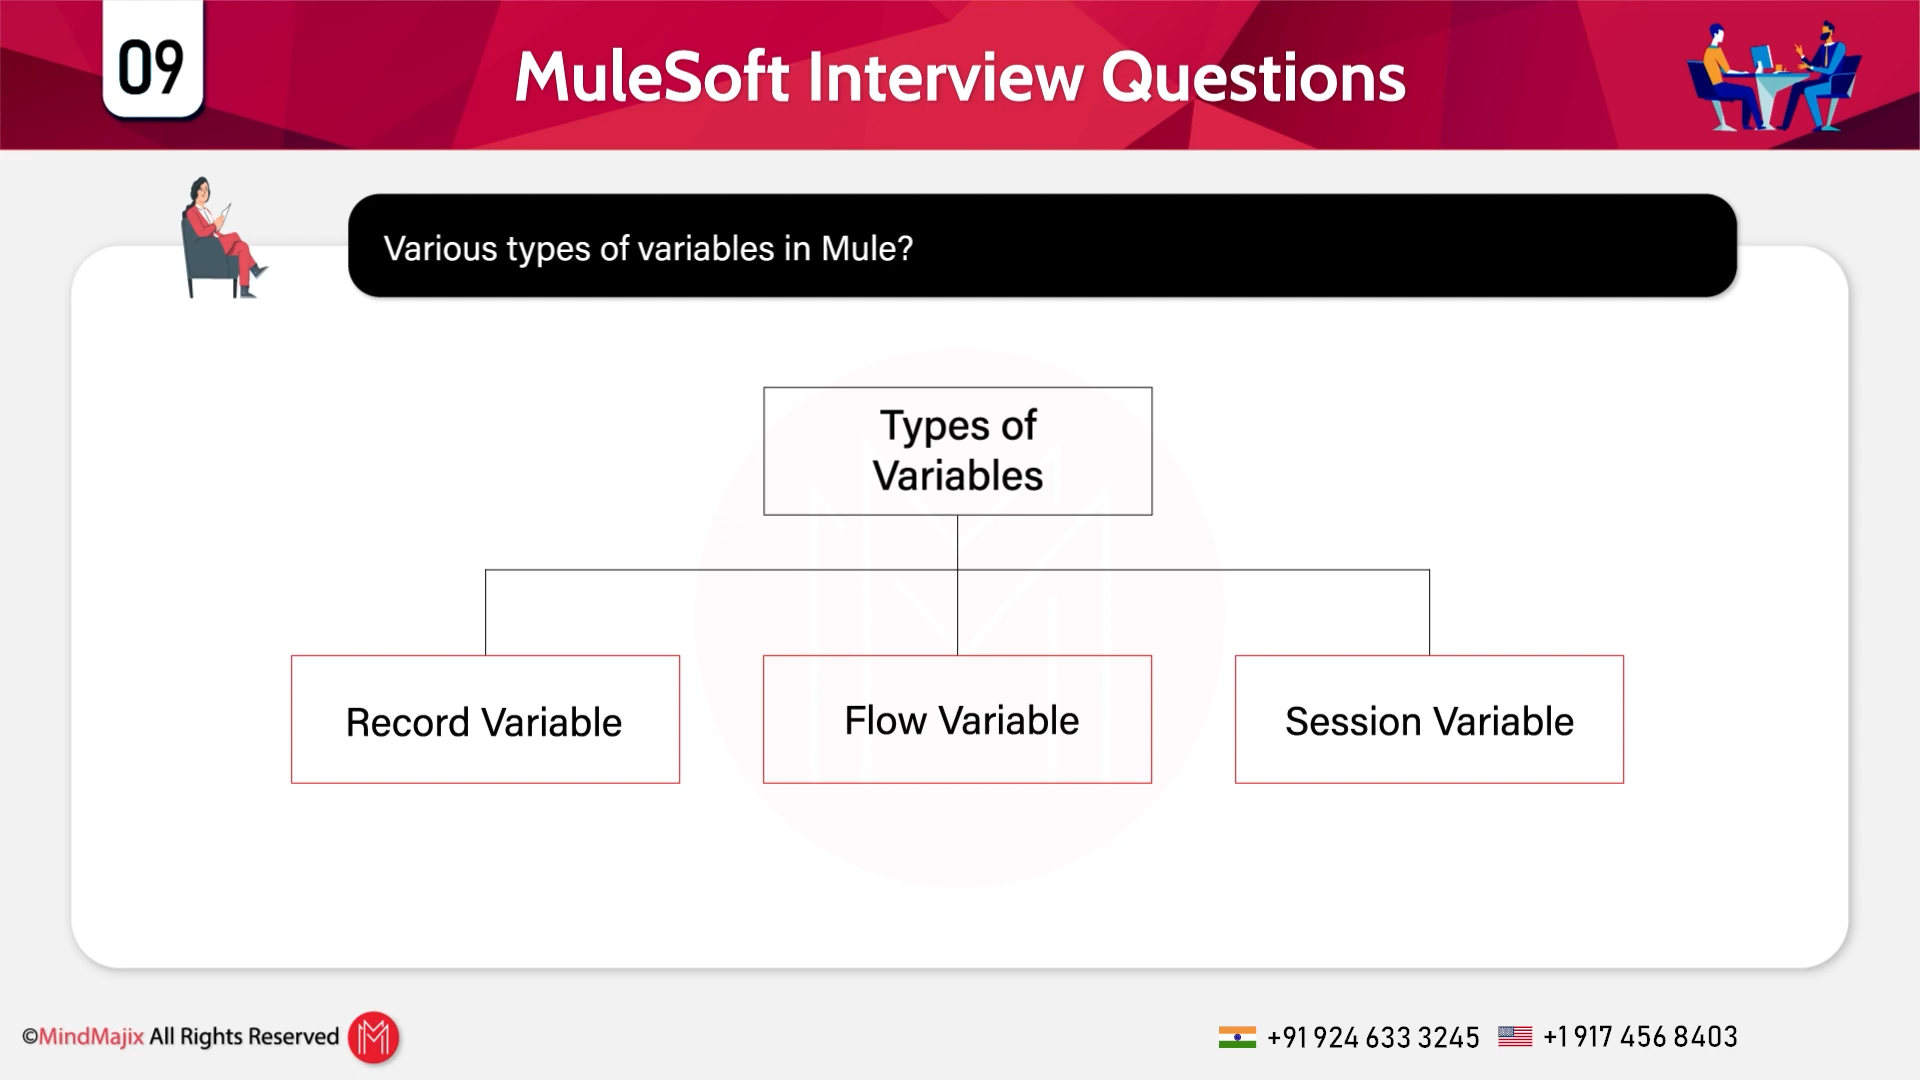 09
MuleSoft Interview Questions
Various types of variables in Mule?
Types of
Variables
Record Variable
Flow Variable
Session Variable
©MindMajix All Rights Reserved
+91 924 633 3245
+1 917 456 8403